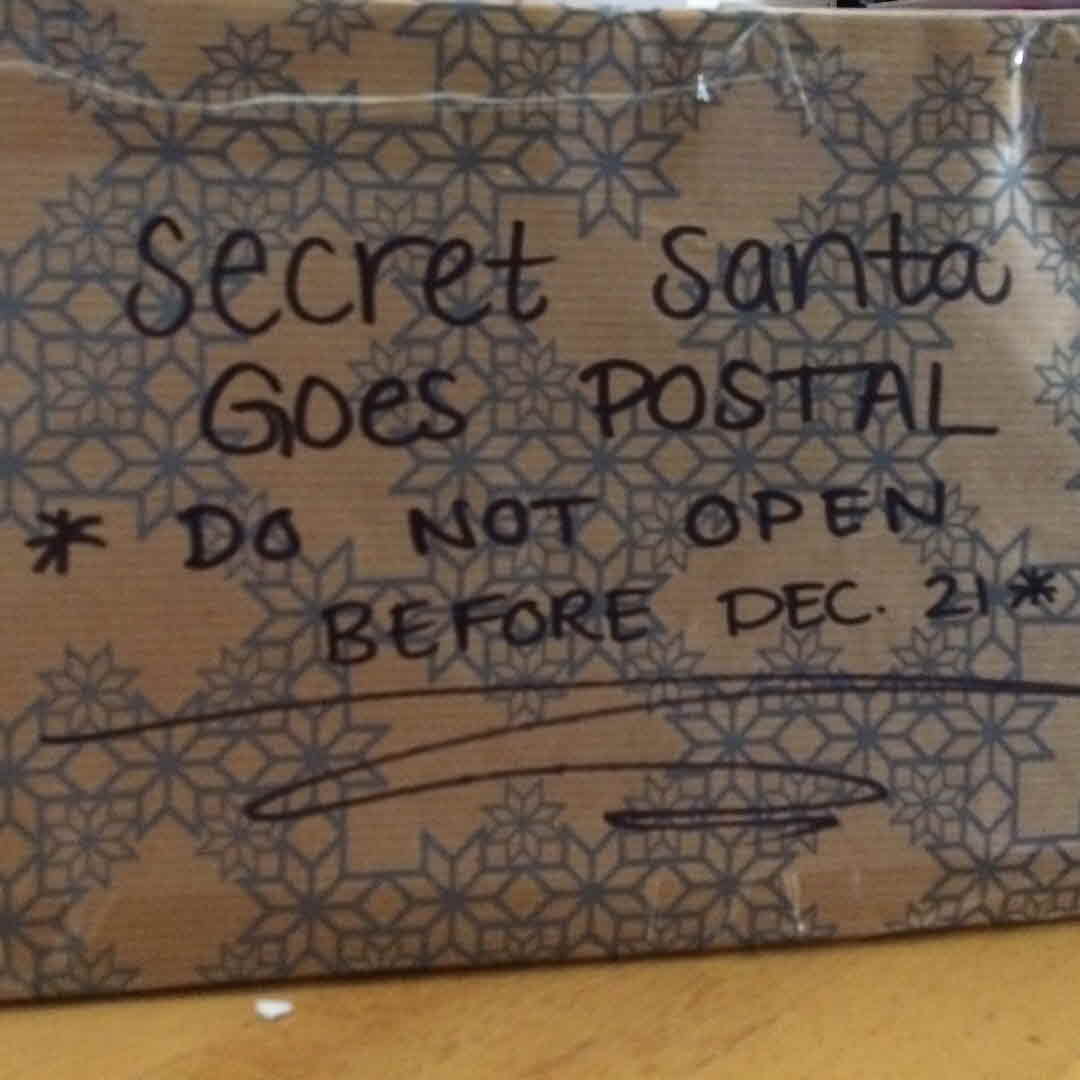 Secret Santa
Goes POSTAL
* DO NOT OPEN
BEFORE DEC. 21 *